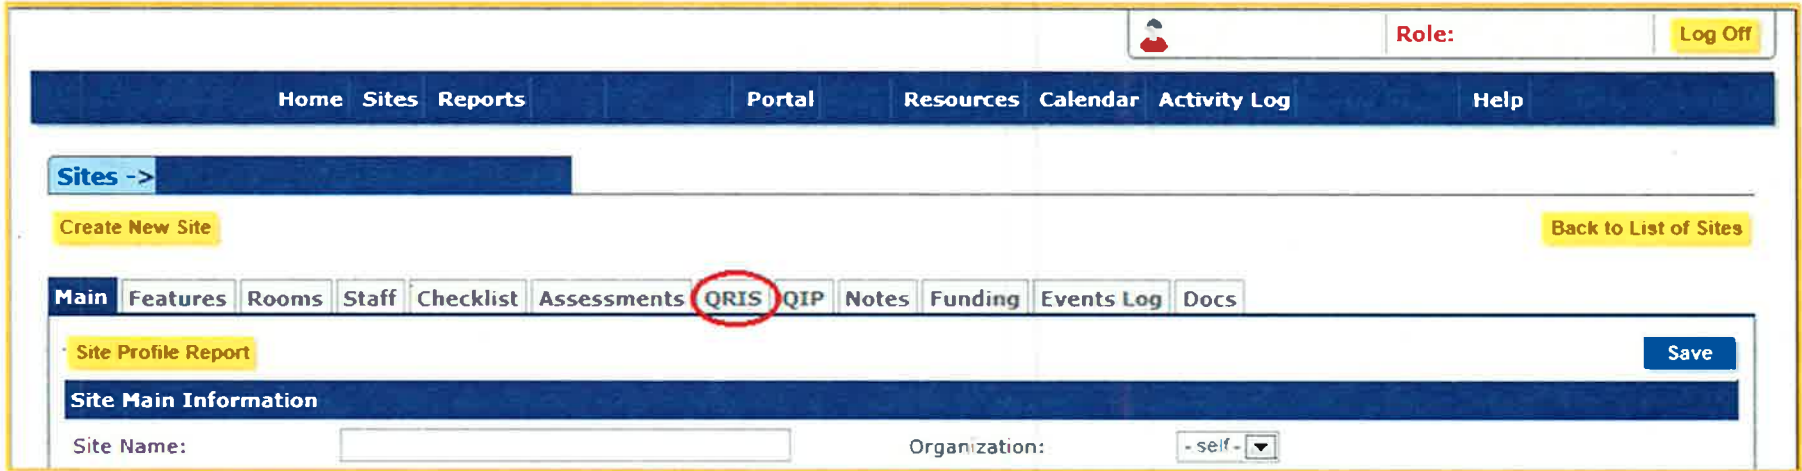 Role: Log Off
Home Sites Reports Portal Resources Calendar Activity Log Help
Sites ->
Create New Site Back to List of Sites
Main Features Rooms Staff Checklist Assessments QRIS QIP Notes Funding Events Log Docs
Site Profile Report Save
Site Main Information
Site Name: Organization: - self -